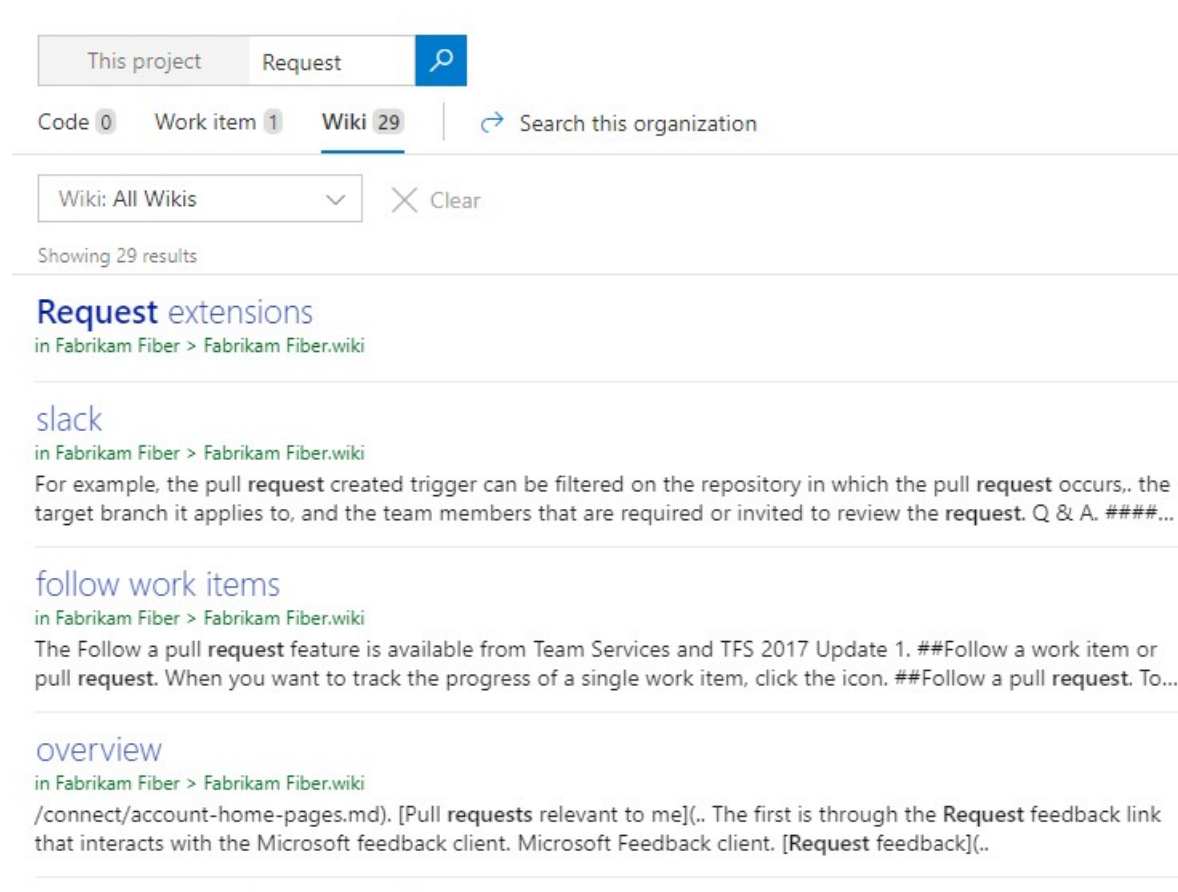 This project Request
Code 0 Work item 1 Wiki 29 Search this organization
Wiki: All Wikis Clear
Showing 29 results
Request extensions
in Fabrikam Fiber > Fabrikam Fiber.wiki
slack
in Fabrikam Fiber > Fabrikam Fiber.wiki
For example, the pull request created trigger can be filtered on the repository in which the pull request occurs,. the
target branch it applies to, and the team members that are required or invited to review the request. Q & A. ####...
follow work items
in Fabrikam Fiber > Fabrikam Fiber.wiki
The Follow a pull request feature is available from Team Services and TFS 2017 Update 1. ##Follow a work item or
pull request. When you want to track the progress of a single work item, click the icon. ##Follow a pull request. To...
overview
in Fabrikam Fiber > Fabrikam Fiber.wiki
/connect/account-home-pages.md). [Pull requests relevant to me](.. The first is through the Request feedback link
that interacts with the Microsoft feedback client. Microsoft Feedback client. [Request feedback](..